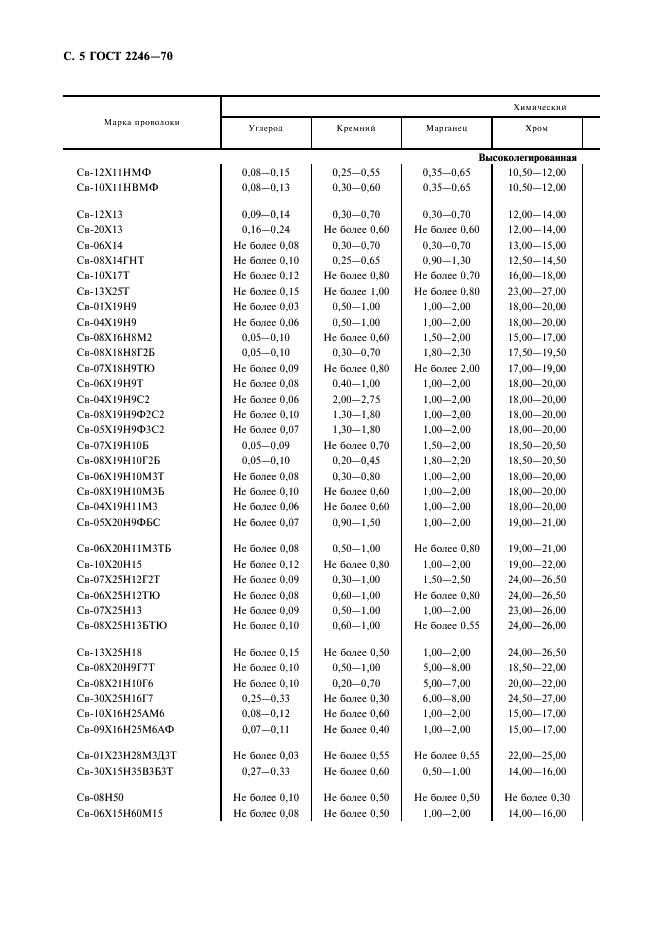 С. 5 ГОСТ 2246—70
Марка проволоки
Химический
Углерод Кремний Марганец Хром
Высоколегированная
Св-12Х11НМФ 0,08—0,15 0,25—0,55 0,35—0,65 10,50—12,00
Св-10Х11НВМФ 0,08—0,13 0,30—0,60 0,35—0,65 10,50—12,00
Св-12Х13 0,09—0,14 0,30—0,70 0,30—0,70 12,00—14,00
Св-20Х13 0,16—0,24 Не более 0,60 Не более 0,60 12,00—14,00
Св-06Х14 Не более 0,08 0,30—0,70 0,30—0,70 13,00—15,00
Св-08Х14ГНТ Не более 0,10 0,25—0,65 0,90—1,30 12,50—14,50
Св-10Х17Т Не более 0,12 Не более 0,80 Не более 0,70 16,00—18,00
Св-13Х25Т Не более 0,15 Не более 1,00 Не более 0,80 23,00—27,00
Св-01Х19Н9 Не более 0,03 0,50—1,00 1,00—2,00 18,00—20,00
Св-04Х19Н9 Не более 0,06 0,50—1,00 1,00—2,00 18,00—20,00
Св-08Х16Н8М2 0,05—0,10 Не более 0,60 1,50—2,00 15,00—17,00
Св-08Х18Н8Г2Б 0,05—0,10 0,30—0,70 1,80—2,30 17,50—19,50
Св-07Х18Н9ТЮ Не более 0,09 Не более 0,80 Не более 2,00 17,00—19,00
Св-06Х19Н9Т Не более 0,08 0,40—1,00 1,00—2,00 18,00—20,00
Св-04Х19Н9С2 Не более 0,06 2,00—2,75 1,00—2,00 18,00—20,00
Св-08Х19Н9Ф2С2 Не более 0,10 1,30—1,80 1,00—2,00 18,00—20,00
Св-05Х19Н9Ф3С2 Не более 0,07 1,30—1,80 1,00—2,00 18,00—20,00
Св-07Х19Н10Б 0,05—0,09 Не более 0,70 1,50—2,00 18,50—20,50
Св-08Х19Н10Г2Б 0,05—0,10 0,20—0,45 1,80—2,20 18,50—20,50
Св-06Х19Н10М3Т Не более 0,08 0,30—0,80 1,00—2,00 18,00—20,00
Св-08Х19Н10М3Б Не более 0,10 Не более 0,60 1,00—2,00 18,00—20,00
Св-04Х19Н11М3 Не более 0,06 Не более 0,60 1,00—2,00 18,00—20,00
Св-05Х20Н9ФБС Не более 0,07 0,90—1,50 1,00—2,00 19,00—21,00
Св-06Х20Н11М3ТБ Не более 0,08 0,50—1,00 Не более 0,80 19,00—21,00
Св-10Х20Н15 Не более 0,12 Не более 0,80 1,00—2,00 19,00—22,00
Св-07Х25Н12Г2Т Не более 0,09 0,30—1,00 1,50—2,50 24,00—26,50
Св-06Х25Н12ТЮ Не более 0,08 0,60—1,00 Не более 0,80 24,00—26,50
Св-07Х25Н13 Не более 0,09 0,50—1,00 1,00—2,00 23,00—26,00
Св-08Х25Н13БТЮ Не более 0,10 0,60—1,00 Не более 0,55 24,00—26,00
Св-13Х25Н18 Не более 0,15 Не более 0,50 1,00—2,00 24,00—26,50
Св-08Х20Н9Г7Т Не более 0,10 0,50—1,00 5,00—8,00 18,50—22,00
Св-08Х21Н10Г6 Не более 0,10 0,20—0,70 5,00—7,00 20,00—22,00
Св-30Х25Н16Г7 0,25—0,33 Не более 0,30 6,00—8,00 24,50—27,00
Св-10Х16Н25АМ6 0,08—0,12 Не более 0,60 1,00—2,00 15,00—17,00
Св-09Х16Н25М6АФ 0,07—0,11 Не более 0,40 1,00—2,00 15,00—17,00
Св-01Х23Н28М3Д3Т Не более 0,03 Не более 0,55 Не более 0,55 22,00—25,00
Св-30Х15Н35В3Б3Т 0,27—0,33 Не более 0,60 0,50—1,00 14,00—16,00
Св-08Н50 Не более 0,10 Не более 0,50 Не более 0,50 Не более 0,30
Св-06Х15Н60М15 Не более 0,08 Не более 0,50 1,00—2,00 14,00—16,00